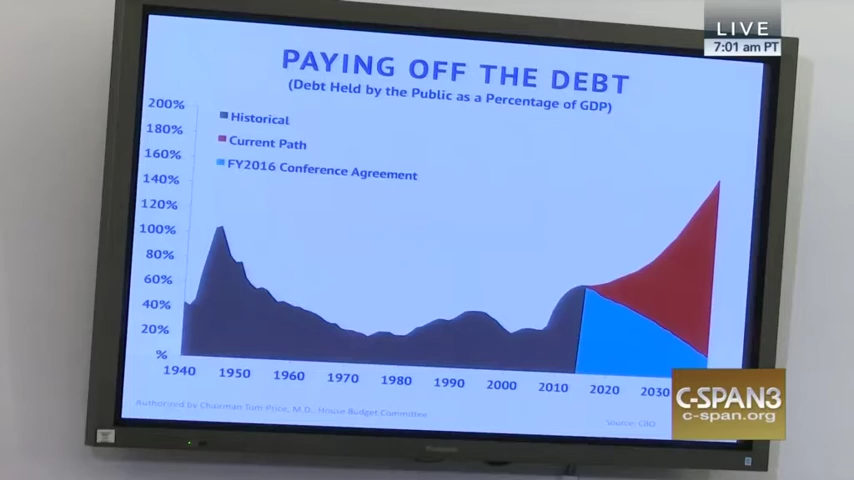 LIVE
7:01 am PT
PAYING OFF THE DEBT
(Debt Held by the Public as a Percentage of GDP)
200%
180%
160%
140%
120%
100%
80%
60%
40%
20%
%
Historical
Current Path
FY2016 Conference Agreement
1940 1950 1960 1970 1980 1990 2000 2010 2020 2030
Authorized by Chairman Tom Price, M.D., House Budget Committee
Source: CBO
C-SPAN3
c-span.org
Panasonic